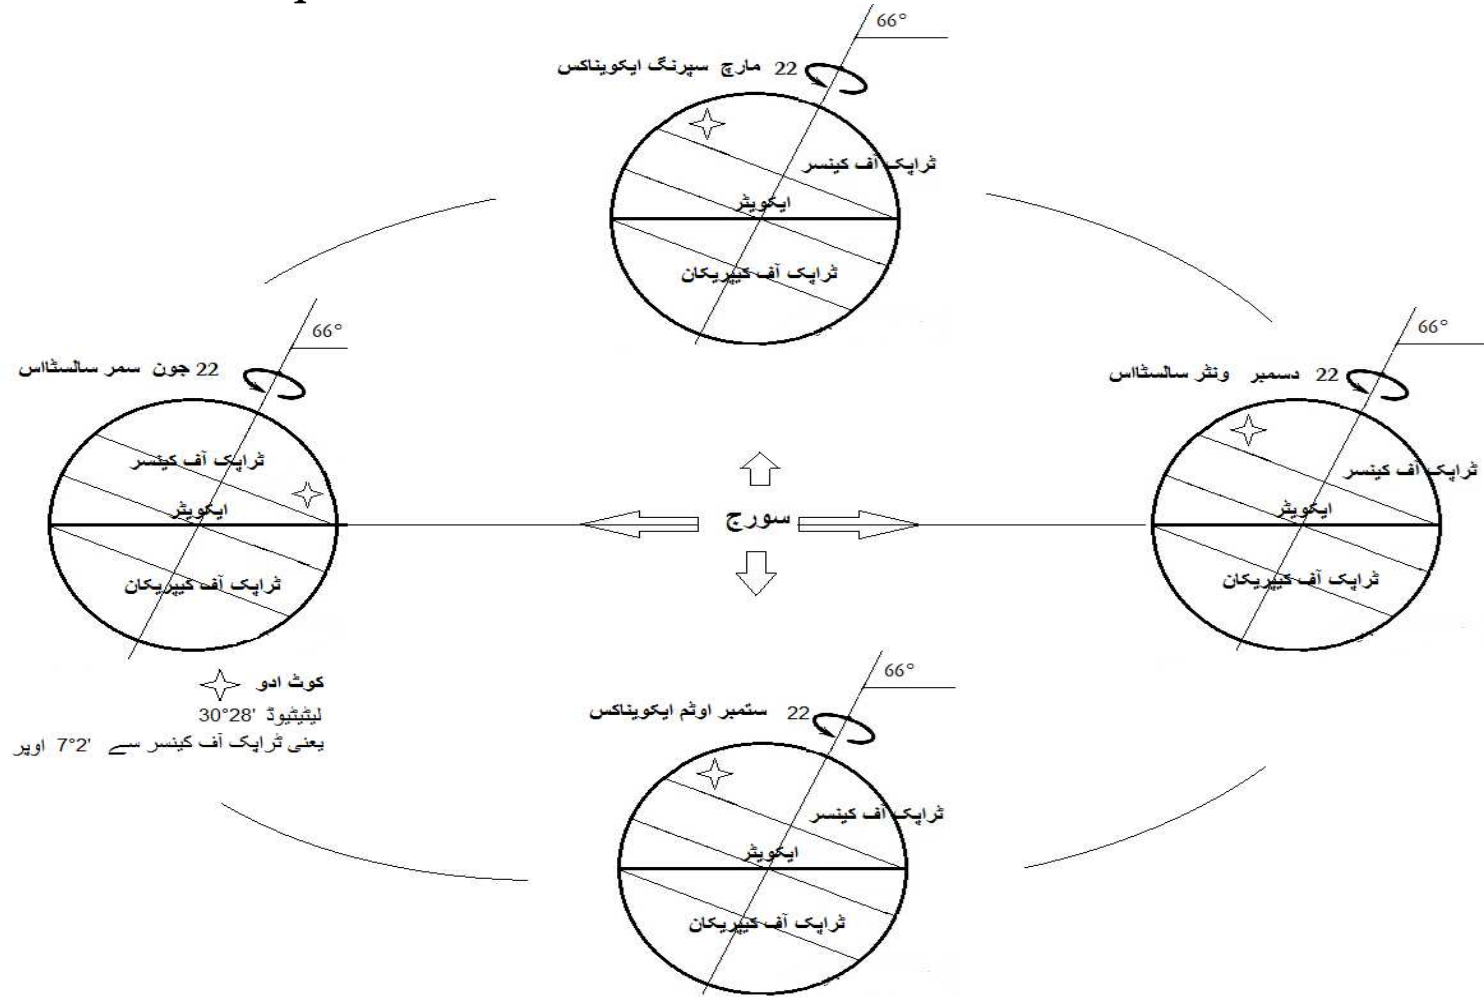 66°
22 مارچ سپرنگ ایکویناکس
ٹراپک آف کینسر
ایکویٹر
ٹراپک آف کیپریکان
66°
22 جون سمر سالسٹااس
ٹراپک آف کینسر
ایکویٹر
ٹراپک آف کیپریکان
66°
22 دسمبر ونٹر سالسٹااس
ٹراپک آف کینسر
ایکویٹر
ٹراپک آف کیپریکان
سورج
کوٹ ادو
لیٹیٹیوڈ 30°28'
یعنی ٹراپک آف کینسر سے 7°2' اوپر
66°
22 ستمبر اوٹم ایکویناکس
ٹراپک آف کینسر
ایکویٹر
ٹراپک آف کیپریکان